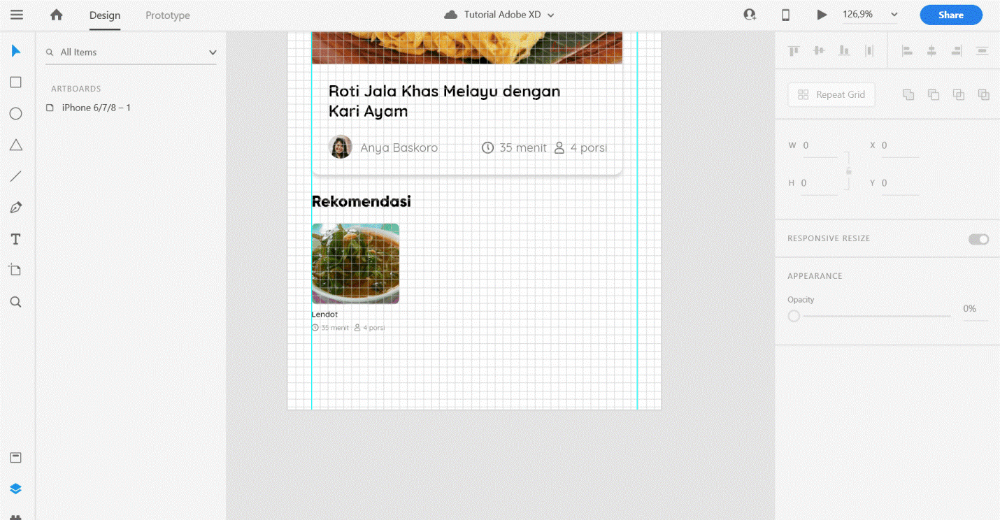 Design
Prototype
Tutorial Adobe XD
126,9%
Share
All Items
ARTBOARDS
iPhone 6/7/8 – 1
Roti Jala Khas Melayu dengan
Kari Ayam
Anya Baskoro
35 menit
4 porsi
Rekomendasi
Lendot
35 menit
4 porsi
Repeat Grid
W 0
X 0
H 0
Y 0
RESPONSIVE RESIZE
APPEARANCE
Opacity
0%